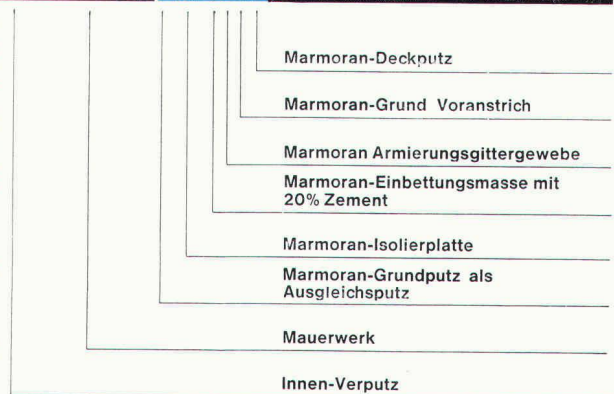 Marmoran-Deckputz
Marmoran-Grund Voranstrich
Marmoran Armierungsgittergewebe
Marmoran-Einbettungsmasse mit
20% Zement
Marmoran-Isolierplatte
Marmoran-Grundputz als
Ausgleichsputz
Mauerwerk
Innen-Verputz